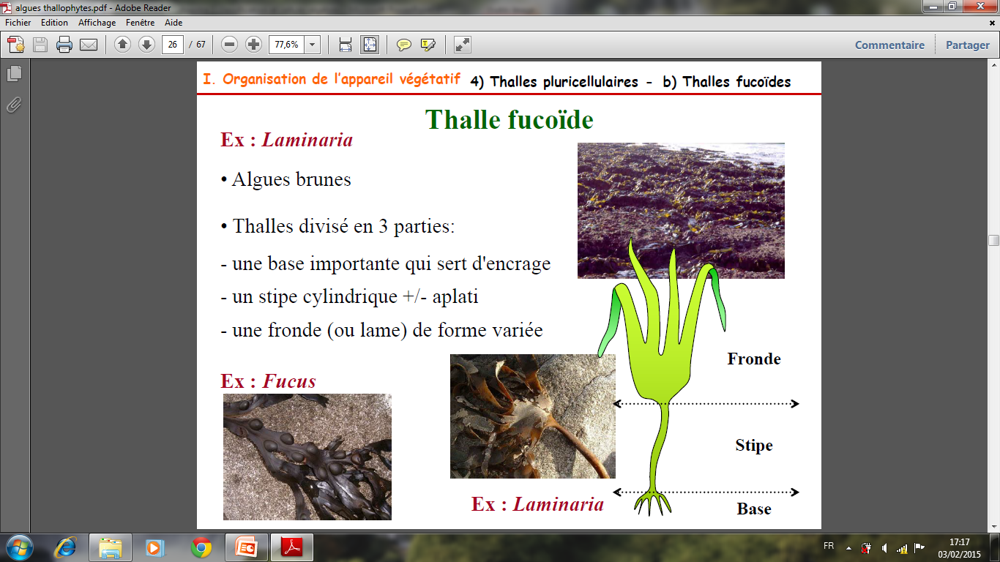 algues thallophytes.pdf - Adobe Reader
Fichier Edition Affichage Fenêtre Aide
26 / 67 77,6% Commentaire Partager
I. Organisation de l'appareil végétatif 4) Thalles pluricellulaires - b) Thalles fucoïdes
Thalle fucoïde
Ex : Laminaria
• Algues brunes
• Thalles divisé en 3 parties:
- une base importante qui sert d'encrage
- un stipe cylindrique +/- aplati
- une fronde (ou lame) de forme variée
Fronde
Ex : Fucus
Stipe
Ex : Laminaria
Base
FR
17:17
03/02/2015